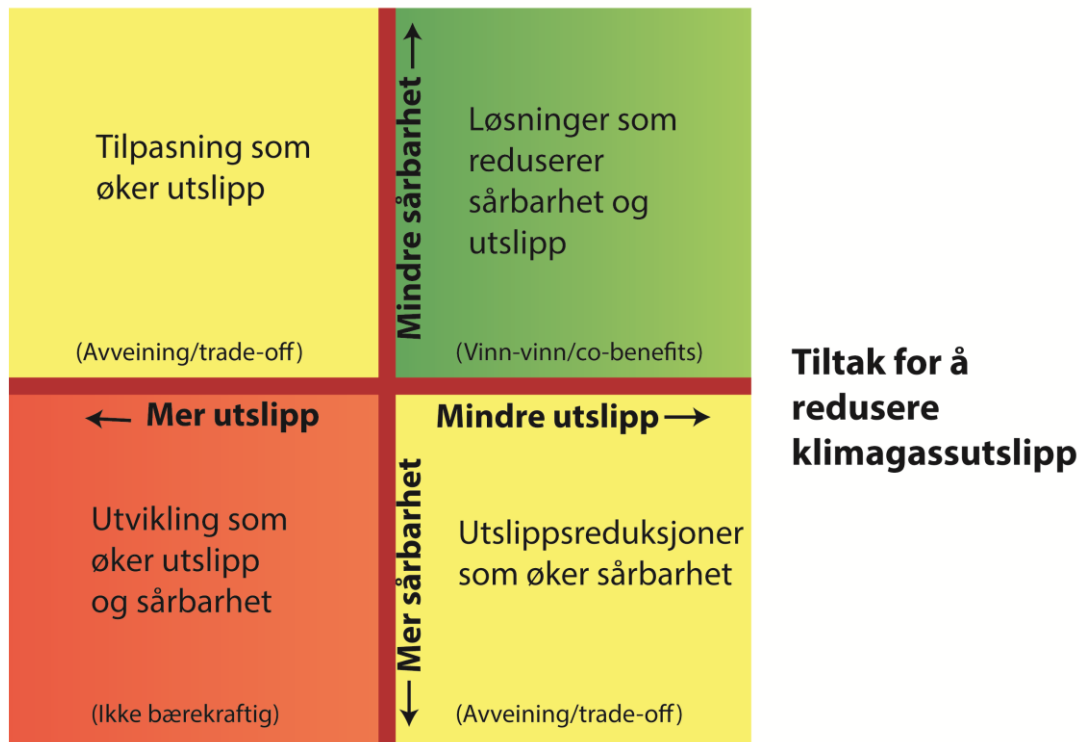 Tilpasning som
øker utslipp
(Avveining/trade-off)
Mindre sårbarhet
Løsninger som
reduserer
sårbarhet og
utslipp
(Vinn-vinn/co-benefits)
Mer utslipp
Mindre utslipp
Tiltak for å
redusere
klimagassutslipp
Utvikling som
øker utslipp
og sårbarhet
(Ikke bærekraftig)
Mer sårbarhet
Utslippsreduksjoner
som øker sårbarhet
(Avveining/trade-off)